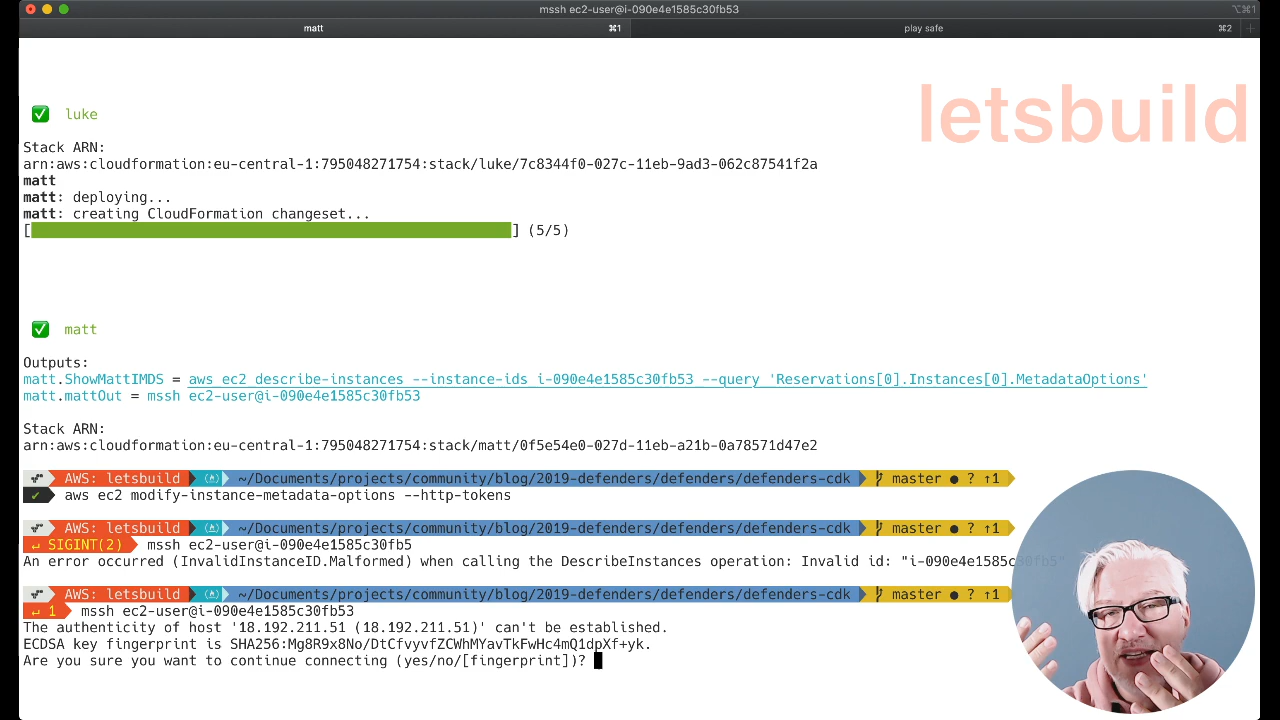 mssh ec2-user@i-090e4e1585c30fb53
⌥⌘1
matt ⌘1 play safe ⌘2 +
letsbuild
✅ luke
Stack ARN:
arn:aws:cloudformation:eu-central-1:795048271754:stack/luke/7c8344f0-027c-11eb-9ad3-062c87541f2a
matt
matt: deploying...
matt: creating CloudFormation changeset...
[ ] (5/5)
✅ matt
Outputs:
matt.ShowMattIMDS = aws ec2 describe-instances --instance-ids i-090e4e1585c30fb53 --query 'Reservations[0].Instances[0].MetadataOptions'
matt.mattOut = mssh ec2-user@i-090e4e1585c30fb53
Stack ARN:
arn:aws:cloudformation:eu-central-1:795048271754:stack/matt/0f5e54e0-027d-11eb-a21b-0a78571d47e2
AWS: letsbuild ~/Documents/projects/community/blog/2019-defenders/defenders/defenders-cdk master ● ? ↑1
✓ aws ec2 modify-instance-metadata-options --http-tokens
AWS: letsbuild ~/Documents/projects/community/blog/2019-defenders/defenders/defenders-cdk master ● ? ↑1
↵ SIGINT(2) mssh ec2-user@i-090e4e1585c30fb5
An error occurred (InvalidInstanceID.Malformed) when calling the DescribeInstances operation: Invalid id: "i-090e4e1585c30fb5"
AWS: letsbuild ~/Documents/projects/community/blog/2019-defenders/defenders/defenders-cdk master ● ? ↑1
↵ 1 mssh ec2-user@i-090e4e1585c30fb53
The authenticity of host '18.192.211.51 (18.192.211.51)' can't be established.
ECDSA key fingerprint is SHA256:Mg8R9x8No/DtCfvyvfZCWhMYavTkFwHc4mQ1dpXf+yk.
Are you sure you want to continue connecting (yes/no/[fingerprint])?